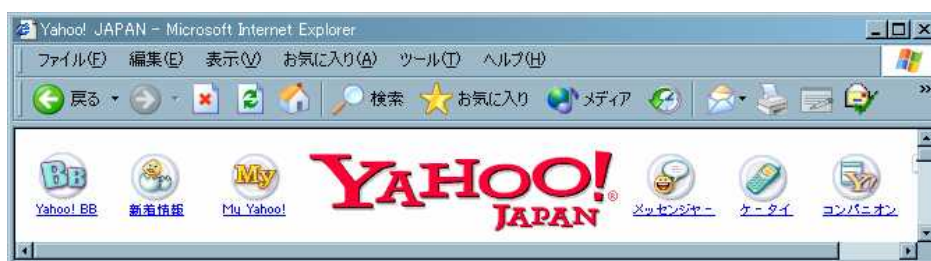 Yahoo! JAPAN - Microsoft Internet Explorer
ファイル(F) 編集(E) 表示(V) お気に入り(A) ツール(T) ヘルプ(H)
戻る 検索 お気に入り メディア »
BB My YAHOO!® Y!
Yahoo! BB 新着情報 My Yahoo! JAPAN メッセンジャー ケータイ コンパニオン